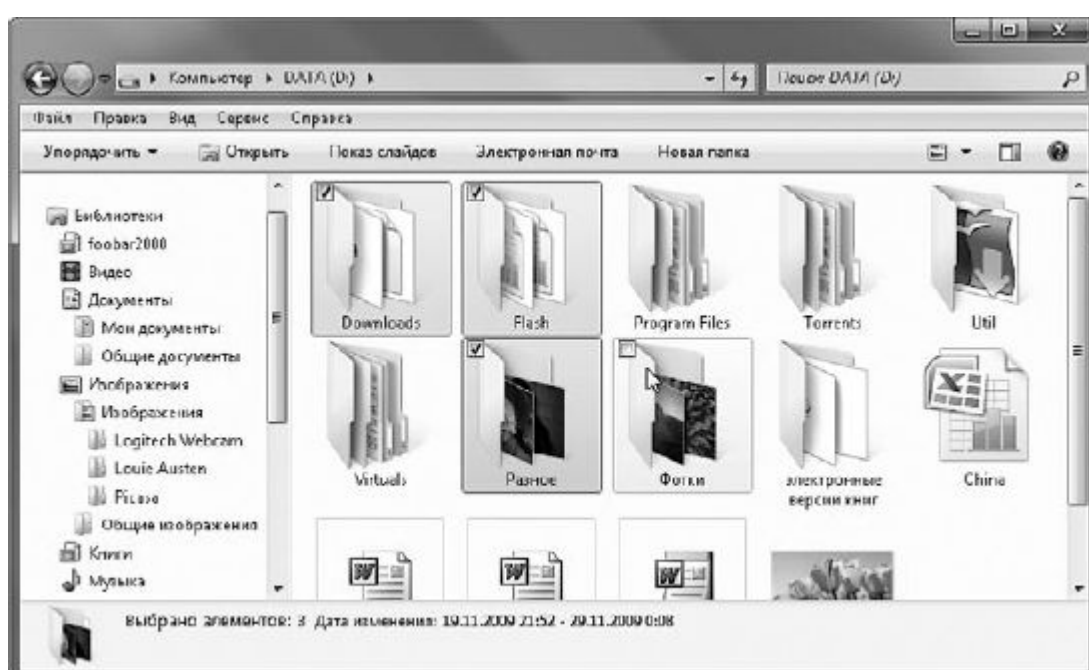 Компьютер DATA (D:)
Поиск DATA (D:)
Файл Правка Вид Сервис Справка
Упорядочить Открыть Показ слайдов Электронная почта Новая папка
Библиотеки
foobar2000
Видео
Документы
Мои документы
Общие документы
Изображения
Изображения
Logitech Webcam
Louie Austen
Picasa
Общие изображения
Книги
Музыка
Downloads Flash Program Files Torrents Util
Virtuals Разное Фотки электронные версии книг China
Выбрано элементов: 3 Дата изменения: 19.11.2009 21:52 - 29.11.2009 0:08